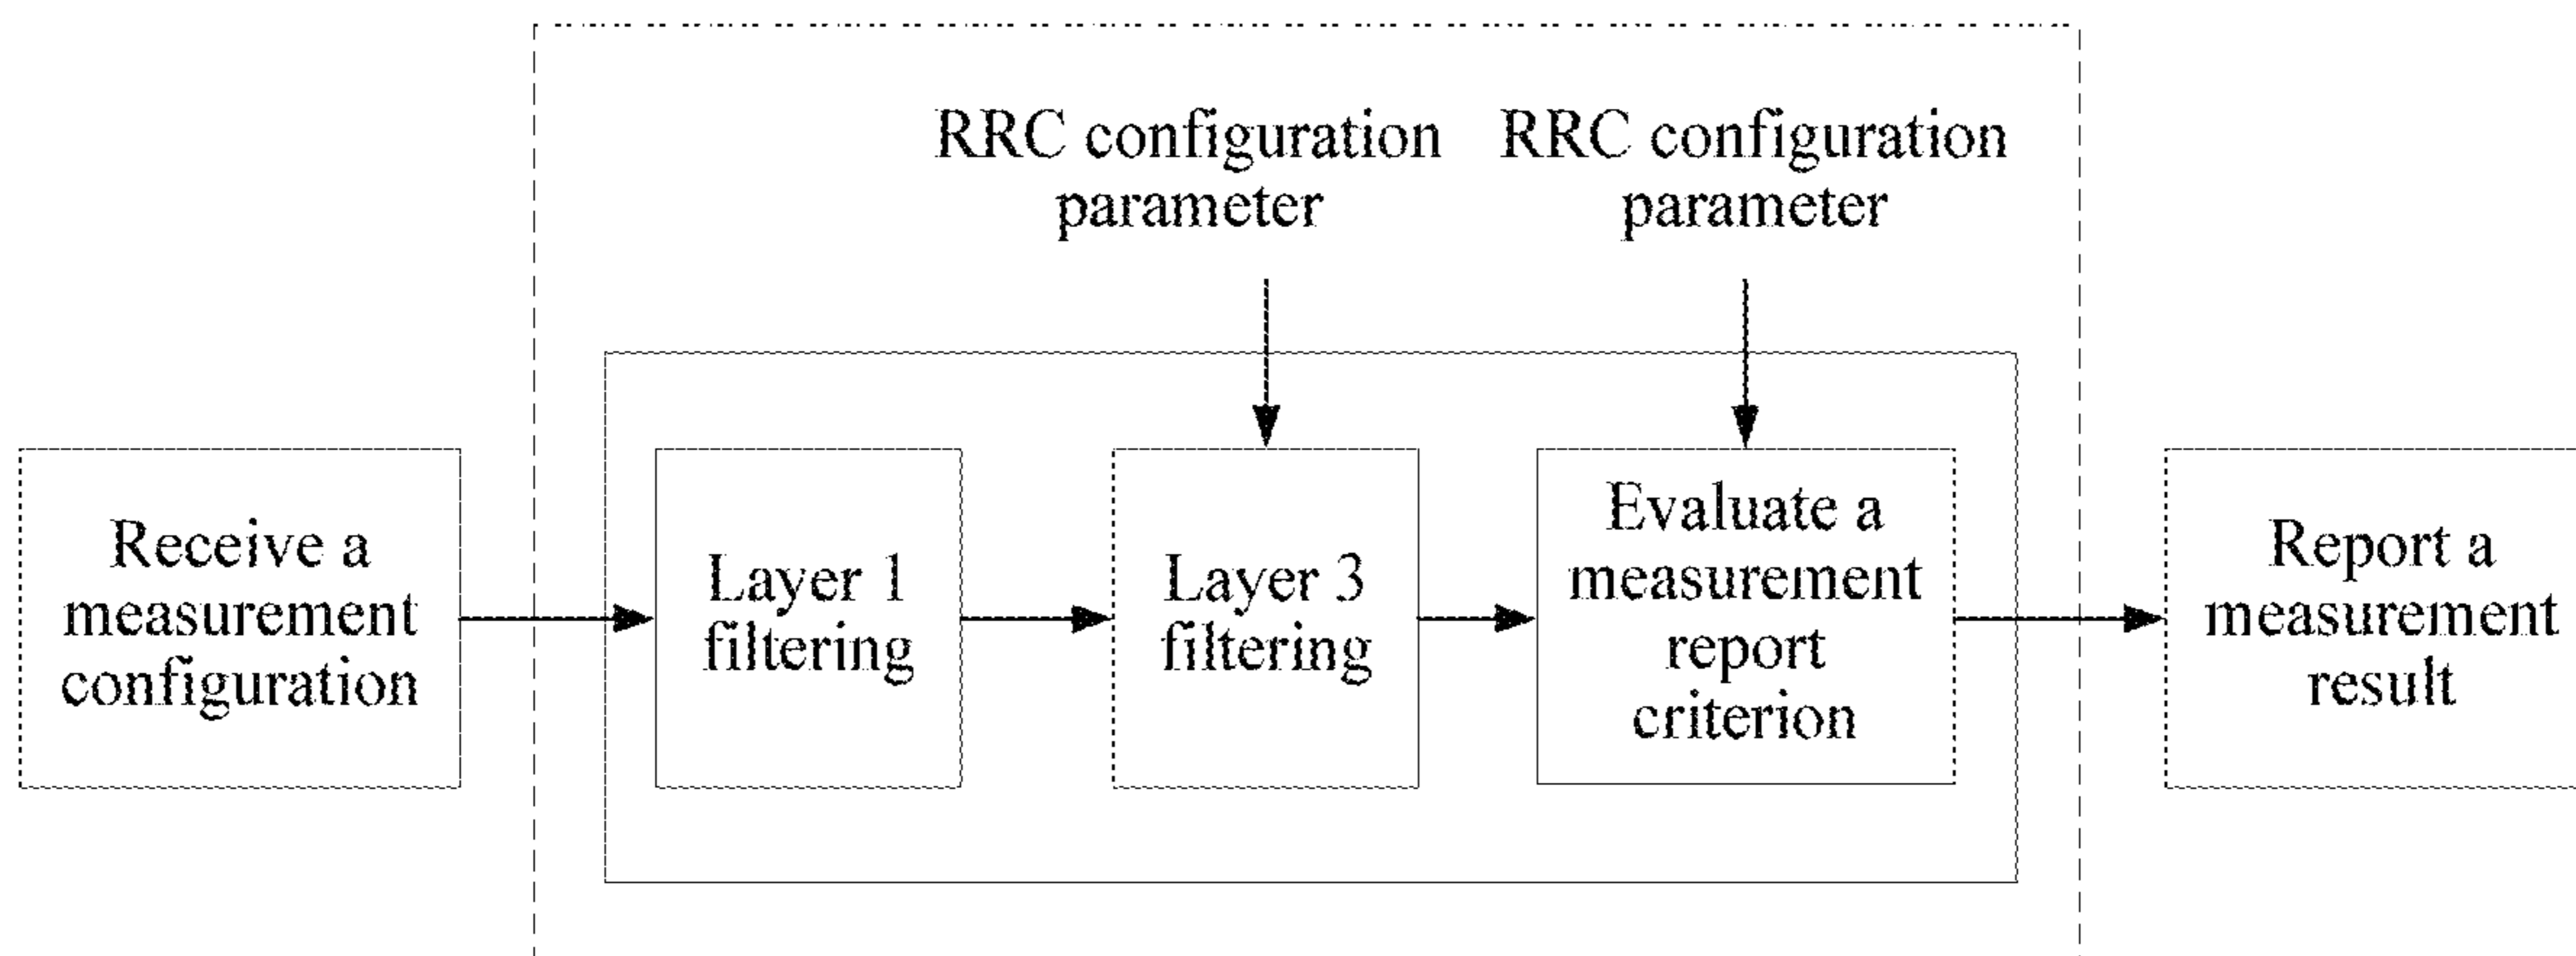 RRC configuration
parameter
RRC configuration
parameter
Receive a
measurement
configuration
Layer 1
filtering
Layer 3
filtering
Evaluate a
measurement
report
criterion
Report a
measurement
result